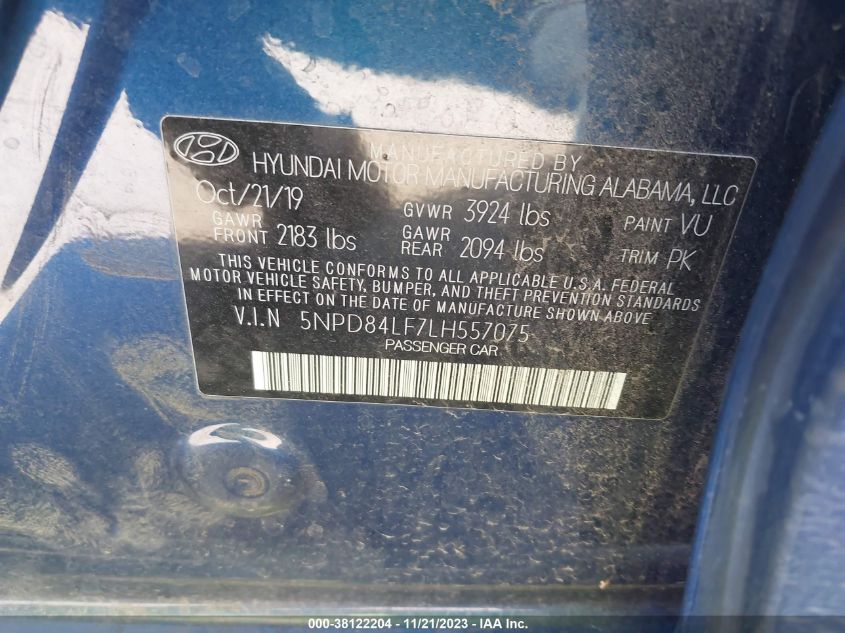 MANUFACTURED BY
HYUNDAI MOTOR MANUFACTURING ALABAMA, LLC
Oct/21/19 GVWR 3924 lbs PAINT VU
GAWR FRONT 2183 lbs GAWR REAR 2094 lbs TRIM PK
THIS VEHICLE CONFORMS TO ALL APPLICABLE U.S.A. FEDERAL
MOTOR VEHICLE SAFETY, BUMPER, AND THEFT PREVENTION STANDARDS
IN EFFECT ON THE DATE OF MANUFACTURE SHOWN ABOVE
V.I.N 5NPD84LF7LH557075
PASSENGER CAR
000-38122204 - 11/21/2023 - IAA Inc.